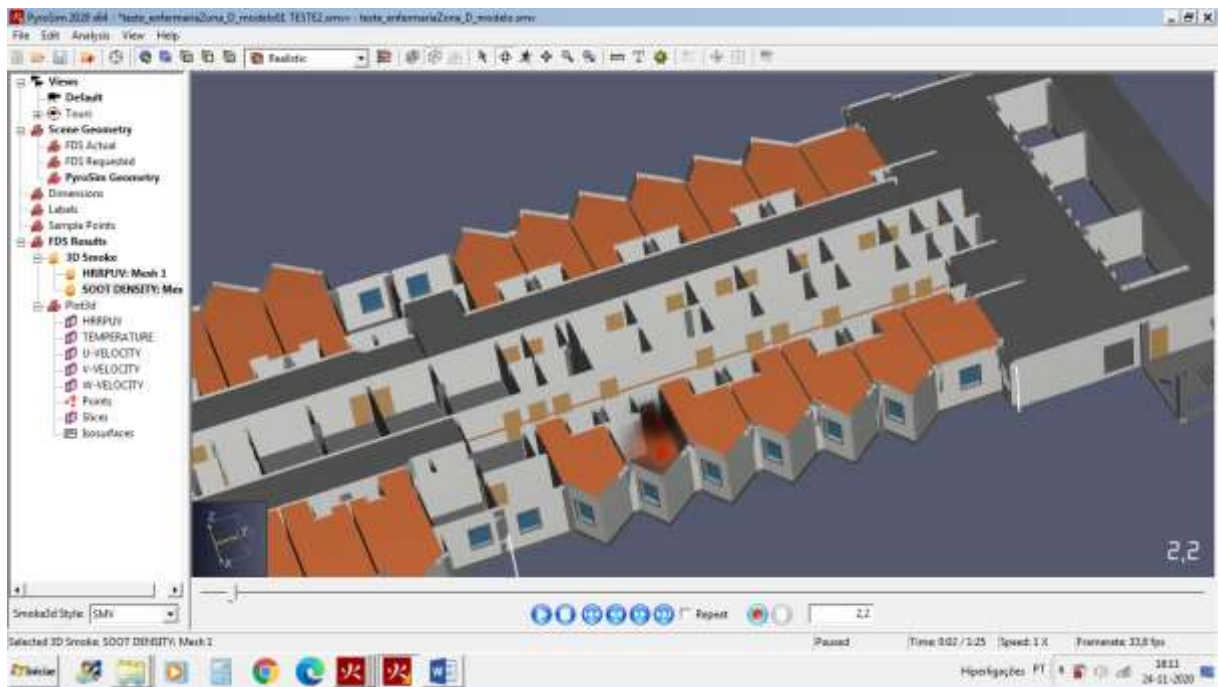 PyroSim 2020 x64 - *teste_enfermariaZona_D_modelo01 TESTE2.smv - teste_enfermariaZona_D_modelo.smv
File Edit Analysis View Help
Realistic
Views
Default
Tours
Scene Geometry
FDS Actual
FDS Requested
PyroSim Geometry
Dimensions
Labels
Sample Points
FDS Results
3D Smoke
HRRPUV: Mesh 1
SOOT DENSITY: Mes
Plot3d
HRRPUV
TEMPERATURE
U-VELOCITY
V-VELOCITY
W-VELOCITY
Points
Slices
Isosurfaces
Z
Y
X
2,2
Smoke3d Style: SMV
Repeat
2,2
Selected 3D Smoke: SOOT DENSITY: Mesh 1
Paused
Time: 0:02 / 1:25
Speed: 1 X
Framerate: 33,8 fps
Iniciar
Hiperligações
PT
18:11
24-11-2020